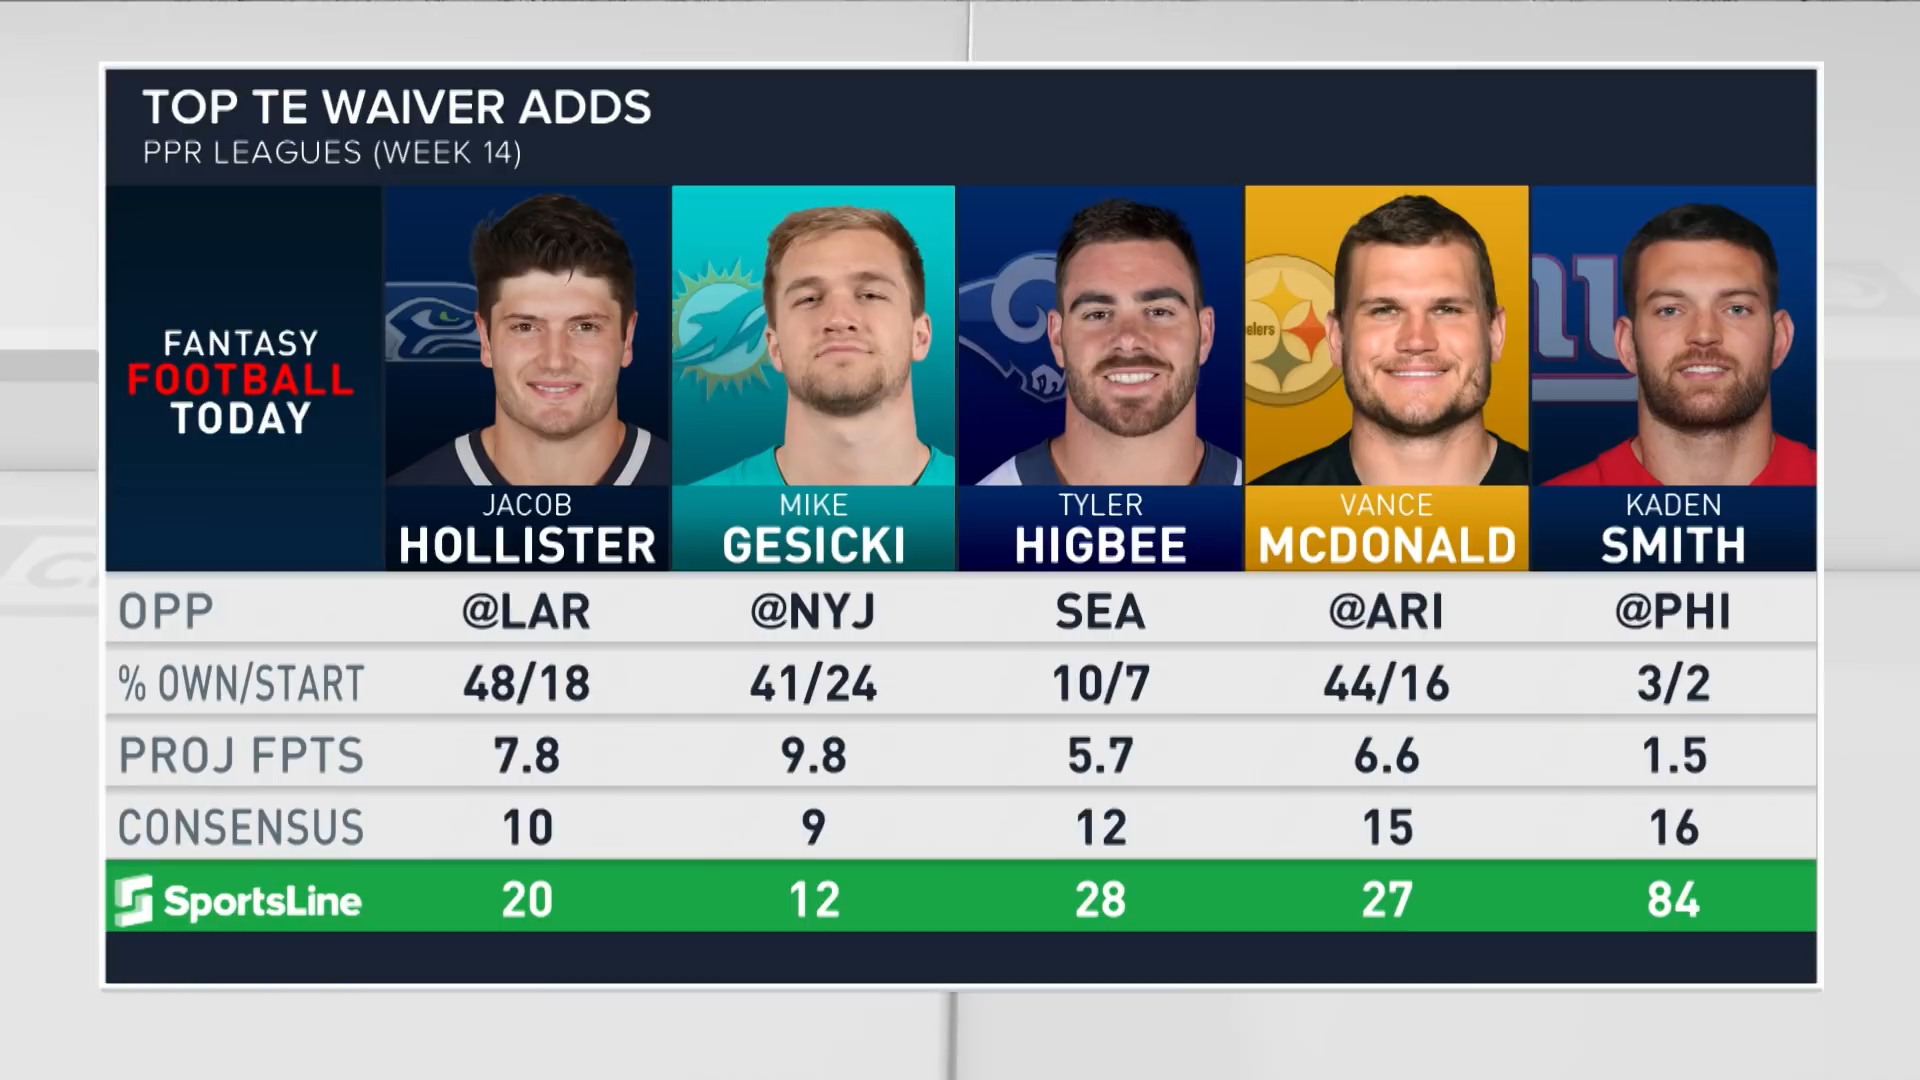 TOP TE WAIVER ADDS
PPR LEAGUES (WEEK 14)
FANTASY
FOOTBALL
TODAY
JACOB
HOLLISTER
MIKE
GESICKI
elers
TYLER
HIGBEE
VANCE
MCDONALD
KADEN
SMITH
OPP @LAR @NYJ SEA @ARI @PHI
% OWN/START 48/18 41/24 10/7 44/16 3/2
PROJ FPTS 7.8 9.8 5.7 6.6 1.5
CONSENSUS 10 9 12 15 16
SportsLine 20 12 28 27 84